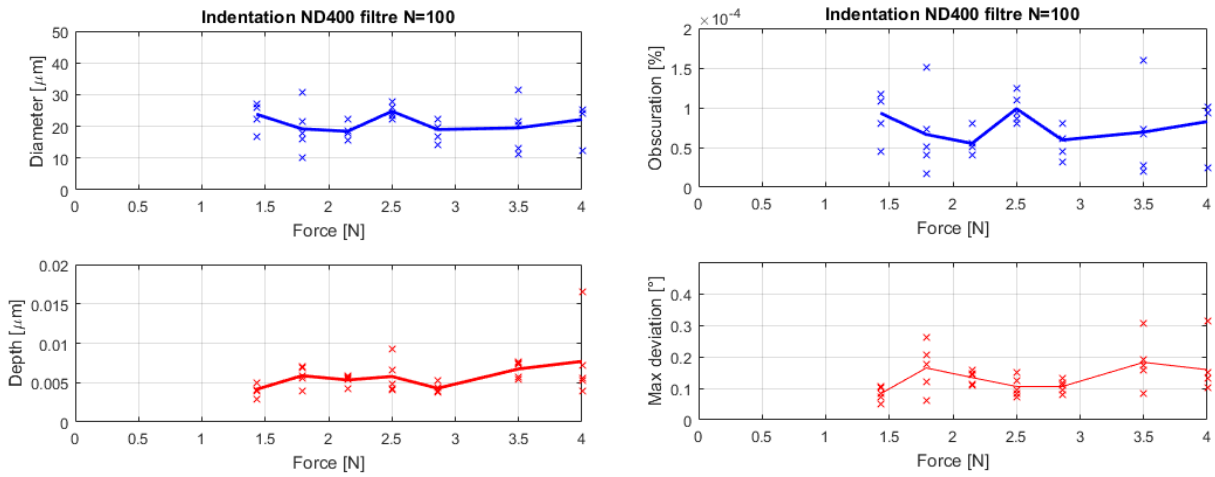 Indentation ND400 filtre N=100
Diameter [μm]
50
40
30
20
10
0
0 0.5 1 1.5 2 2.5 3 3.5 4
Force [N]
Indentation ND400 filtre N=100
×10⁻⁴
Obscuration [%]
2
1.5
1
0.5
0
0 0.5 1 1.5 2 2.5 3 3.5 4
Force [N]
Depth [μm]
0.02
0.015
0.01
0.005
0
0 0.5 1 1.5 2 2.5 3 3.5 4
Force [N]
Max deviation [°]
0.4
0.3
0.2
0.1
0
0 0.5 1 1.5 2 2.5 3 3.5 4
Force [N]